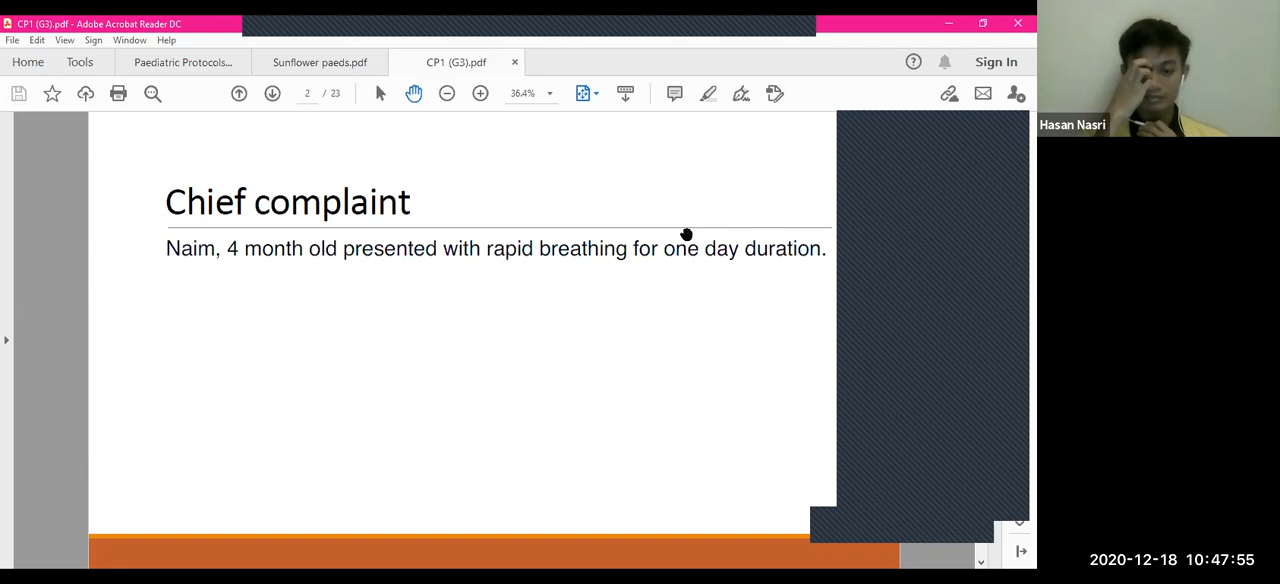 CP1 (G3).pdf - Adobe Acrobat Reader DC
File Edit View Sign Window Help
Home Tools Paediatric Protocols... Sunflower paeds.pdf CP1 (G3).pdf × Sign In
2 / 23 36.4%
Hasan Nasri
Chief complaint
Naim, 4 month old presented with rapid breathing for one day duration.
2020-12-18 10:47:55